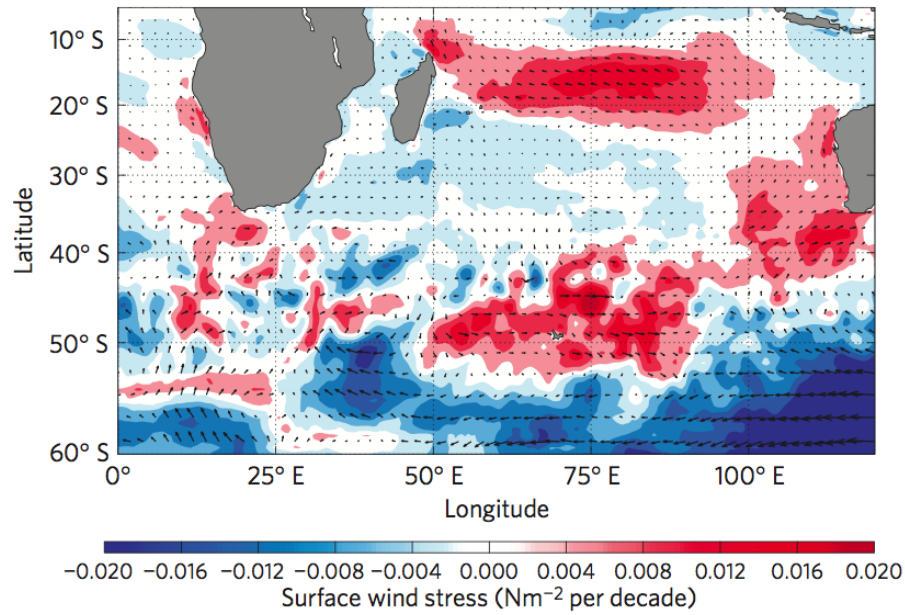 10° S
20° S
30° S
40° S
50° S
60° S
Latitude
0° 25° E 50° E 75° E 100° E
Longitude
−0.020 −0.016 −0.012 −0.008 −0.004 0.000 0.004 0.008 0.012 0.016 0.020
Surface wind stress (Nm⁻² per decade)